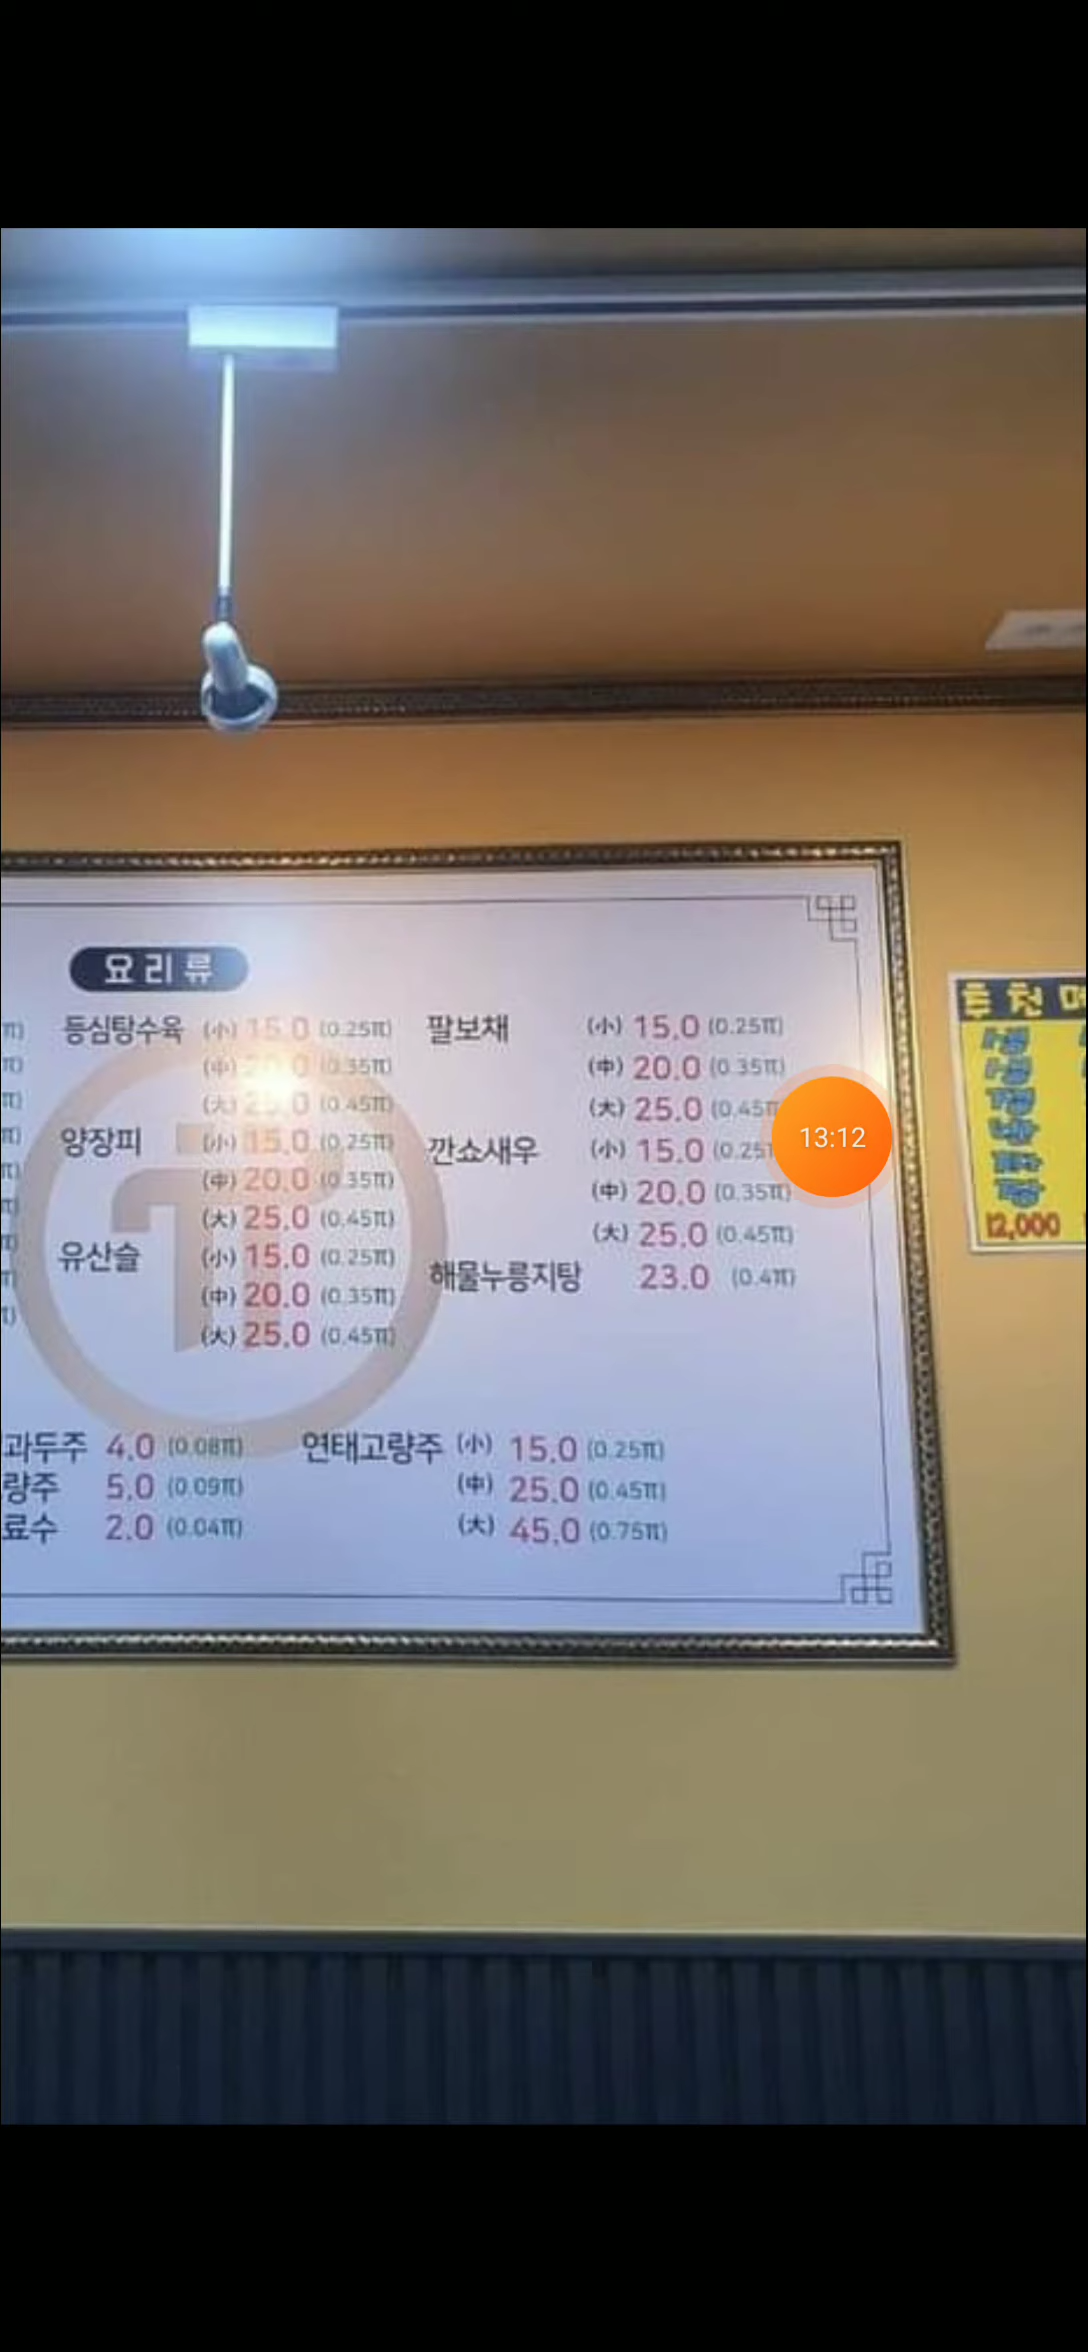 요리류
등심탕수육 (小) 15.0 (0.25π)
(中) 20.0 (0.35π)
(大) 25.0 (0.45π)
양장피 (小) 15.0 (0.25π)
(中) 20.0 (0.35π)
(大) 25.0 (0.45π)
유산슬 (小) 15.0 (0.25π)
(中) 20.0 (0.35π)
(大) 25.0 (0.45π)
팔보채 (小) 15.0 (0.25π)
(中) 20.0 (0.35π)
(大) 25.0 (0.45π
깐쇼새우 (小) 15.0 (0.25
(中) 20.0 (0.35π)
(大) 25.0 (0.45π)
해물누룽지탕 23.0 (0.4π)
과두주 4.0 (0.08π)
량주 5.0 (0.09π)
료수 2.0 (0.04π)
연태고량주 (小) 15.0 (0.25π)
(中) 25.0 (0.45π)
(大) 45.0 (0.75π)
13:12
추천
12,000